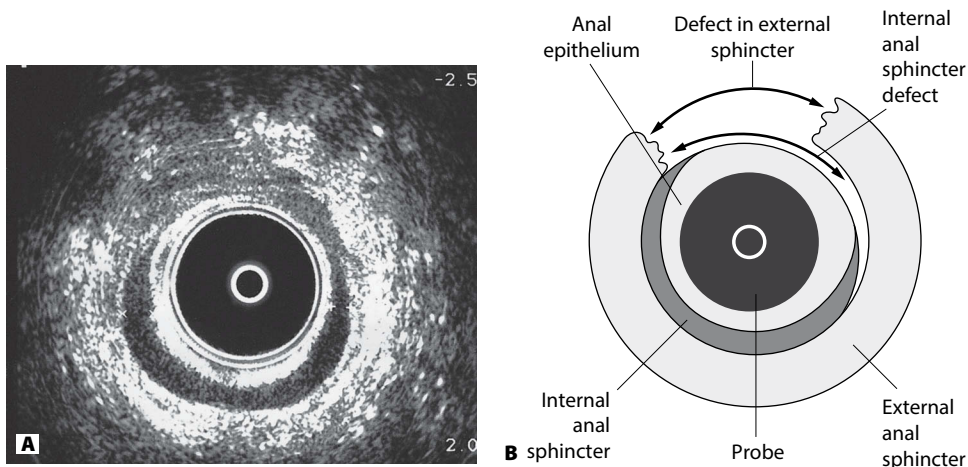 -2.5
2.0
A
Anal
epithelium
Defect in external
sphincter
Internal
anal
sphincter
defect
Internal
anal
sphincter
Probe
External
anal
sphincter
B